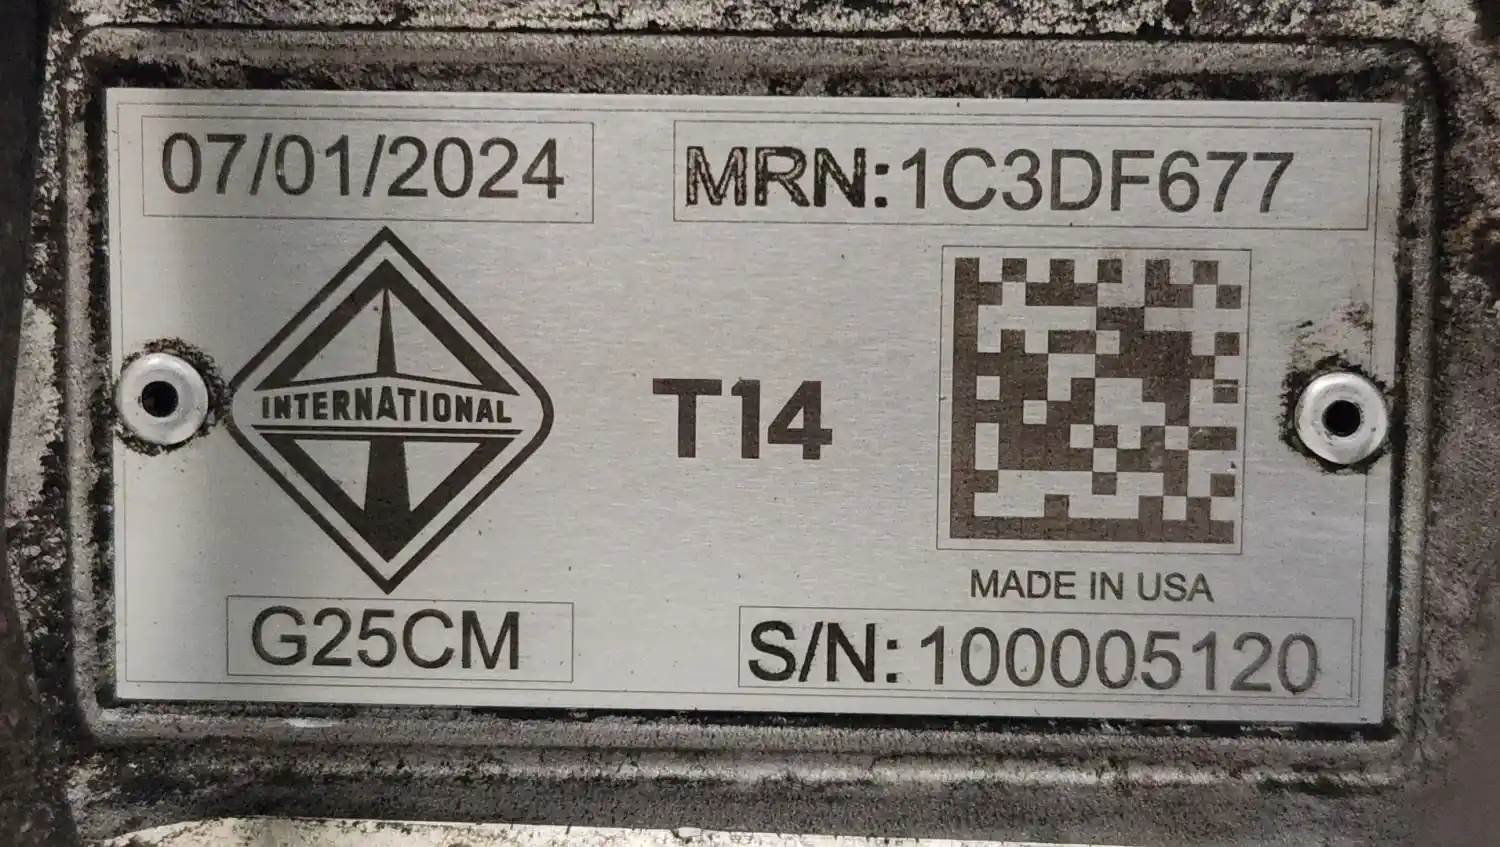 07/01/2024
MRN:1C3DF677
INTERNATIONAL
T14
MADE IN USA
G25CM
S/N:100005120